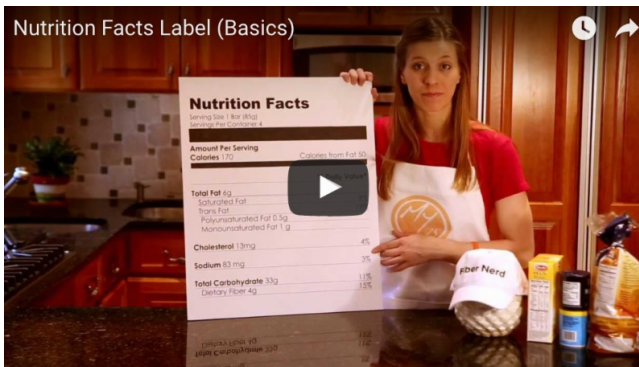 Nutrition Facts Label (Basics)
Nutrition Facts
Serving Size 1 Bar (85g)
Servings Per Container 4
Amount Per Serving
Calories 170 Calories from Fat 50
Total Fat 6g
Saturated Fat
Trans Fat
Polyunsaturated Fat 0.5g
Monounsaturated Fat 1 g
Cholesterol 13mg 4%
Sodium 83 mg 3%
Total Carbohydrate 33g 11%
Dietary Fiber 4g 15%
Fiber Nerd